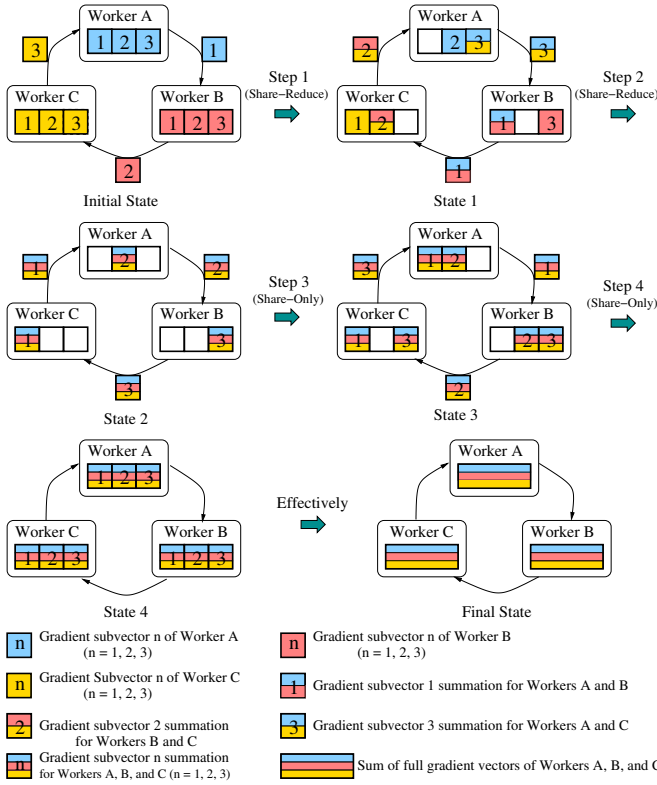 Worker A
3
1 2 3
1
Worker C
1 2 3
Worker B
1 2 3
2
Initial State
Step 1
(Share−Reduce)
Worker A
2
2 3
3
Worker C
1 2
Worker B
1 3
1
State 1
Step 2
(Share−Reduce)
Worker A
1
2
2
Worker C
1
Worker B
3
3
State 2
Step 3
(Share−Only)
Worker A
3
1 2
1
Worker C
1 3
Worker B
2 3
2
State 3
Step 4
(Share−Only)
Worker A
1 2 3
Worker C
1 2 3
Worker B
1 2 3
State 4
Effectively
Worker A
Worker C
Worker B
Final State
n Gradient subvector n of Worker A
(n = 1, 2, 3)
n Gradient subvector n of Worker B
(n = 1, 2, 3)
n Gradient Subvector n of Worker C
(n = 1, 2, 3)
1 Gradient subvector 1 summation for Workers A and B
2 Gradient subvector 2 summation
for Workers B and C
3 Gradient subvector 3 summation for Workers A and C
n Gradient subvector n summation
for Workers A, B, and C (n = 1, 2, 3)
Sum of full gradient vectors of Workers A, B, and C